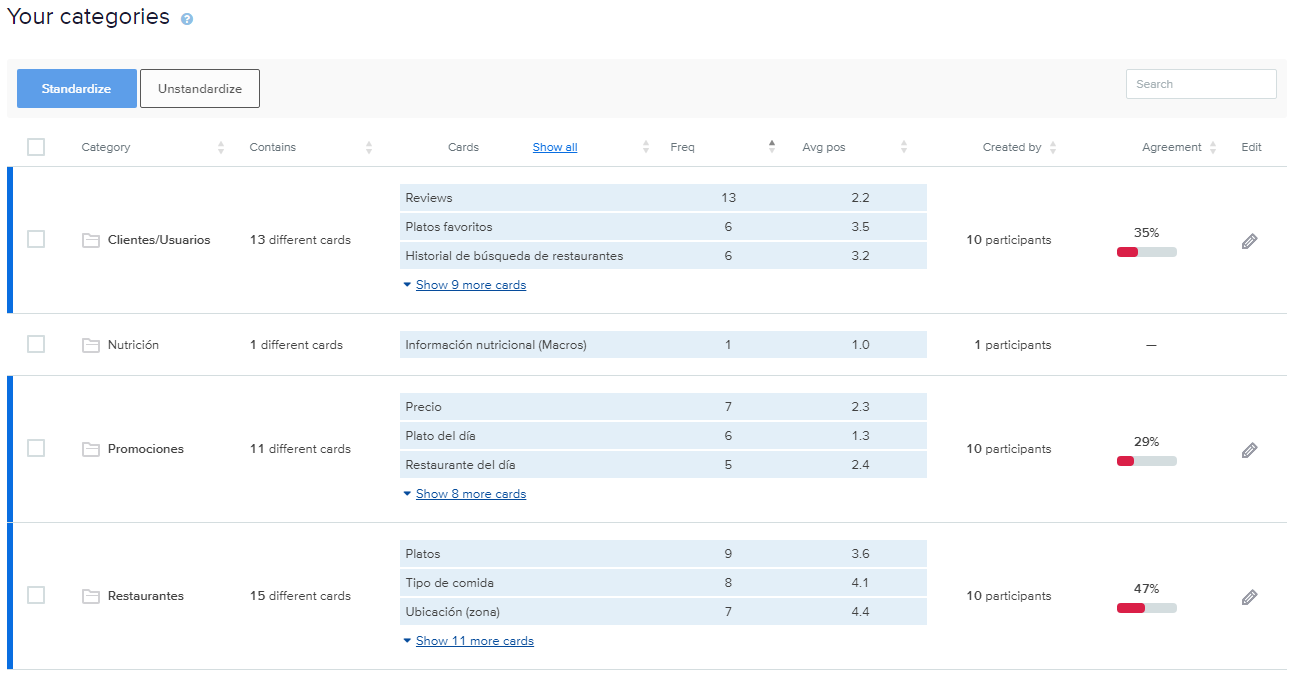 Your categories ?
Standardize Unstandardize Search
Category Contains Cards Show all Freq Avg pos Created by Agreement Edit
Clientes/Usuarios 13 different cards 10 participants 35%
Reviews 13 2.2
Platos favoritos 6 3.5
Historial de búsqueda de restaurantes 6 3.2
Show 9 more cards
Nutrición 1 different cards Información nutricional (Macros) 1 1.0 1 participants —
Promociones 11 different cards 10 participants 29%
Precio 7 2.3
Plato del día 6 1.3
Restaurante del día 5 2.4
Show 8 more cards
Restaurantes 15 different cards 10 participants 47%
Platos 9 3.6
Tipo de comida 8 4.1
Ubicación (zona) 7 4.4
Show 11 more cards